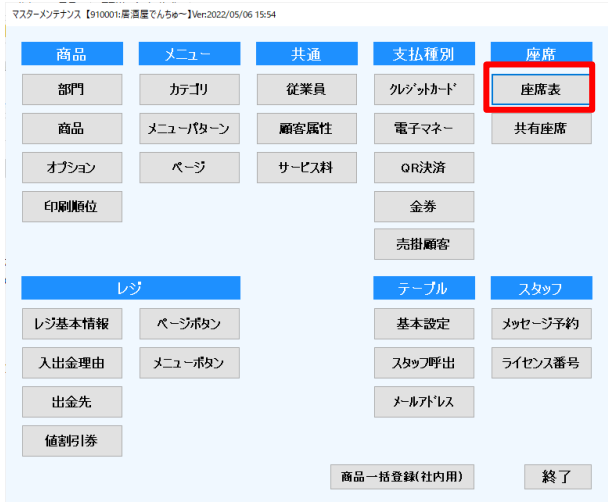 マスターメンテナンス【910001:居酒屋でんちゅ～】Ver:2022/05/06 15:54
商品 メニュー 共通 支払種別 座席
部門 カテゴリ 従業員 クレジットカード 座席表
商品 メニューパターン 顧客属性 電子マネー 共有座席
オプション ページ サービス料 QR決済
印刷順位 金券
売掛顧客
レジ テーブル スタッフ
レジ基本情報 ページボタン 基本設定 メッセージ予約
入出金理由 メニューボタン スタッフ呼出 ライセンス番号
出金先 メールアドレス
値割引券
商品一括登録(社内用) 終了